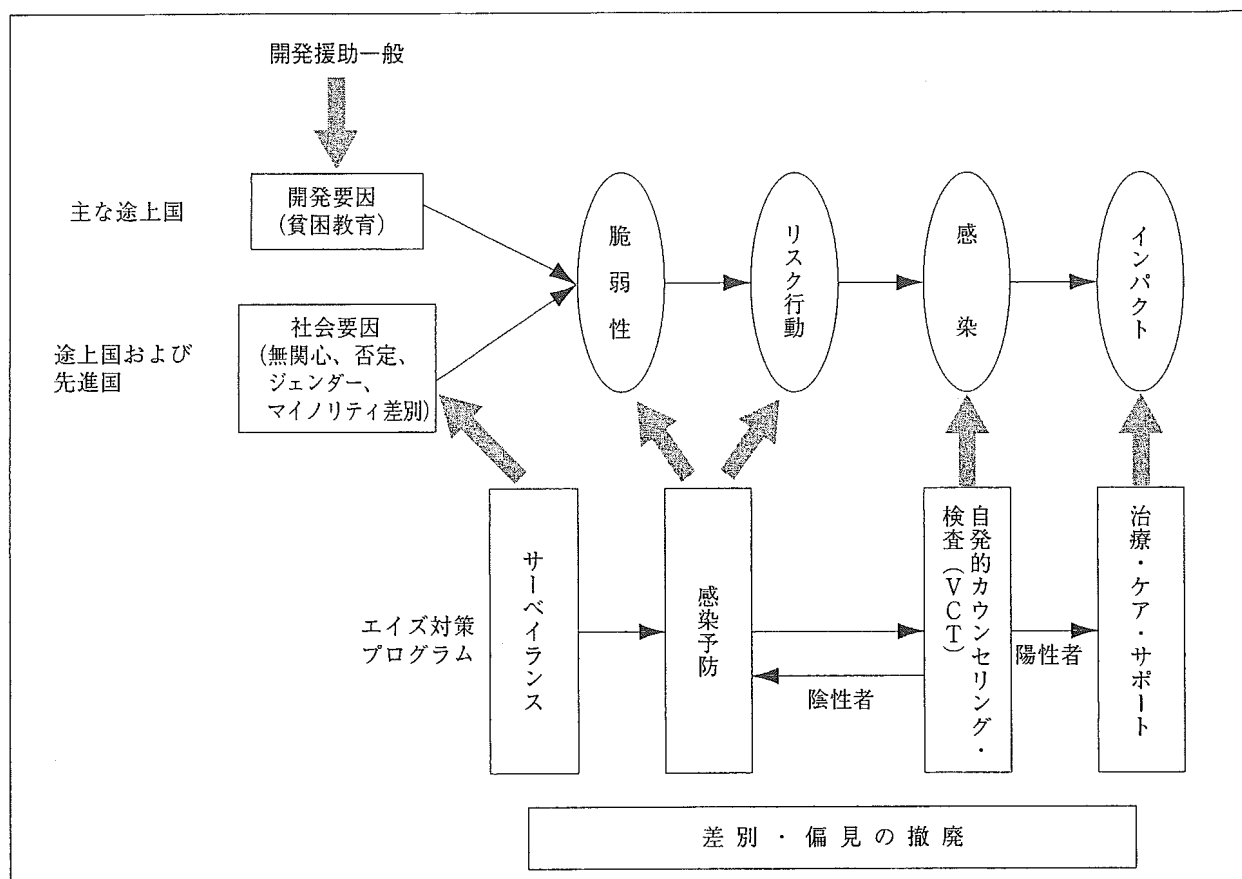 開発援助一般
主な途上国
開発要因
(貧困教育)
途上国および
先進国
社会要因
(無関心、否定、
ジェンダー、
マイノリティ差別)
脆弱性
リスク行動
感染
インパクト
エイズ対策
プログラム
サーベイランス
感染予防
自発的カウンセリング・
検査(VCT)
治療・ケア・サポート
陽性者
陰性者
差別・偏見の撤廃